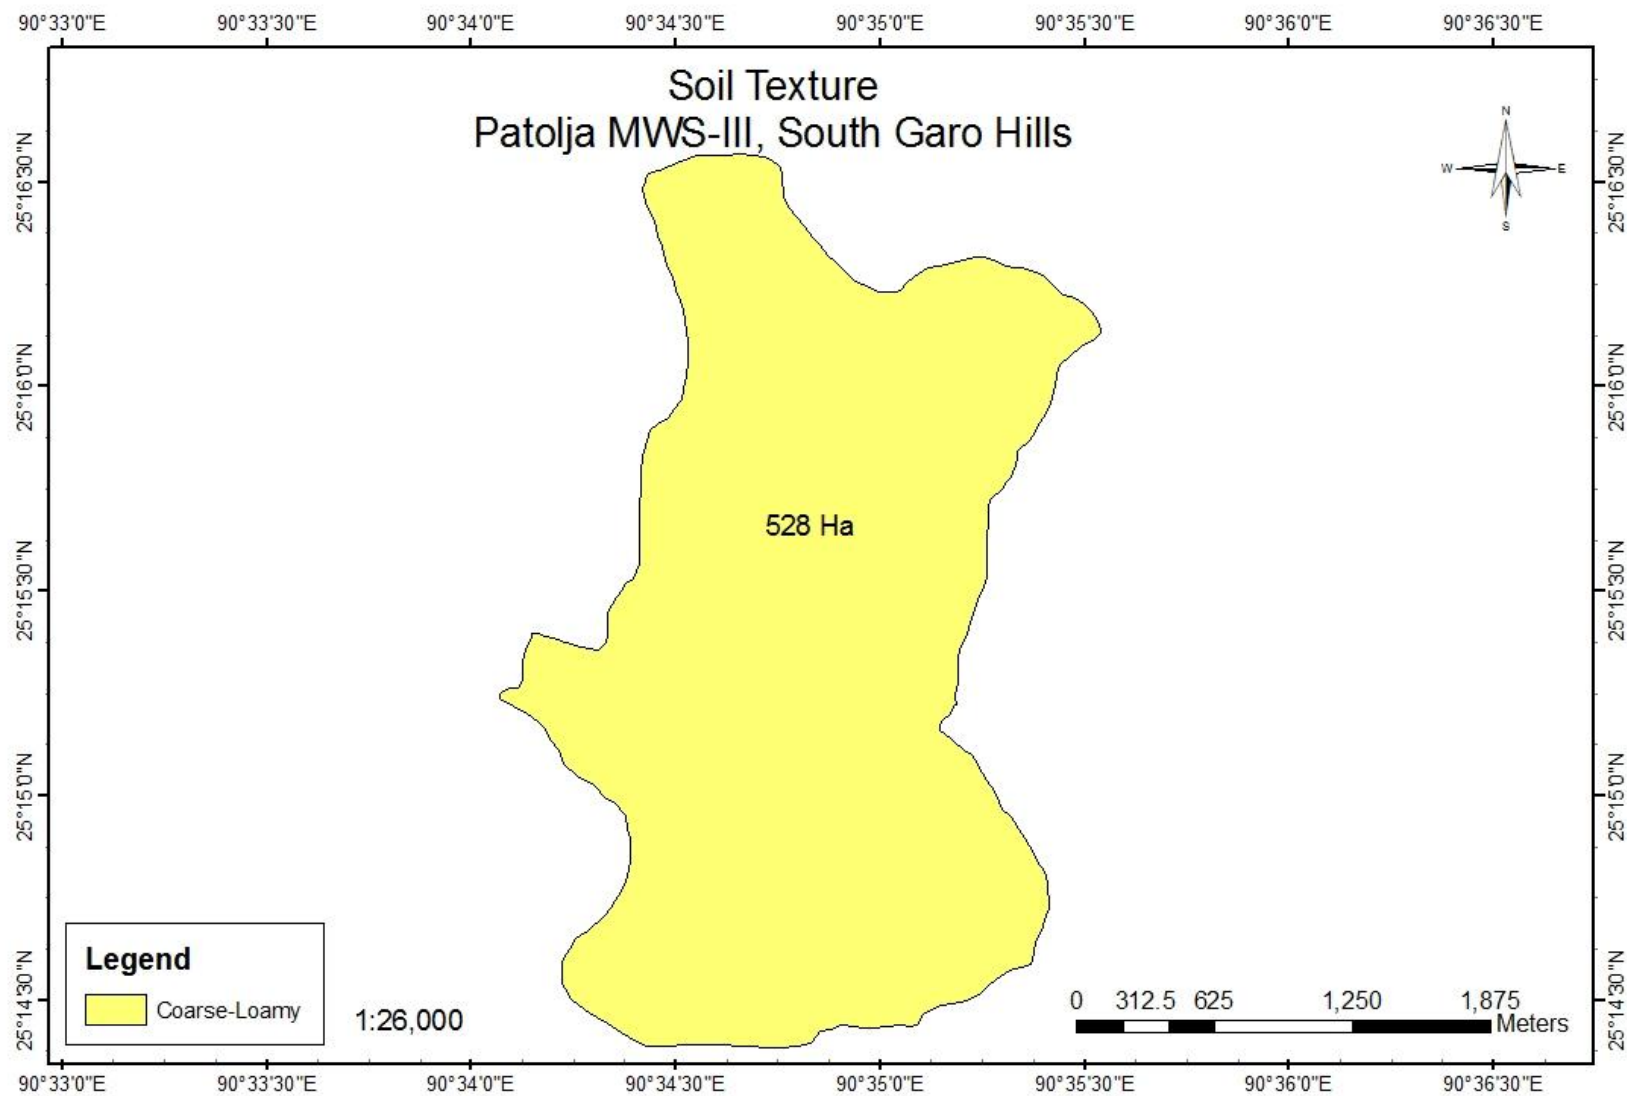 90°33'0"E 90°33'30"E 90°34'0"E 90°34'30"E 90°35'0"E 90°35'30"E 90°36'0"E 90°36'30"E
Soil Texture
Patolja MWS-III, South Garo Hills
N
W E
S
25°16'30"N 25°16'30"N
25°16'0"N 25°16'0"N
528 Ha
25°15'30"N 25°15'30"N
25°15'0"N 25°15'0"N
25°14'30"N 25°14'30"N
Legend
Coarse-Loamy
1:26,000
0 312.5 625 1,250 1,875
Meters
90°33'0"E 90°33'30"E 90°34'0"E 90°34'30"E 90°35'0"E 90°35'30"E 90°36'0"E 90°36'30"E